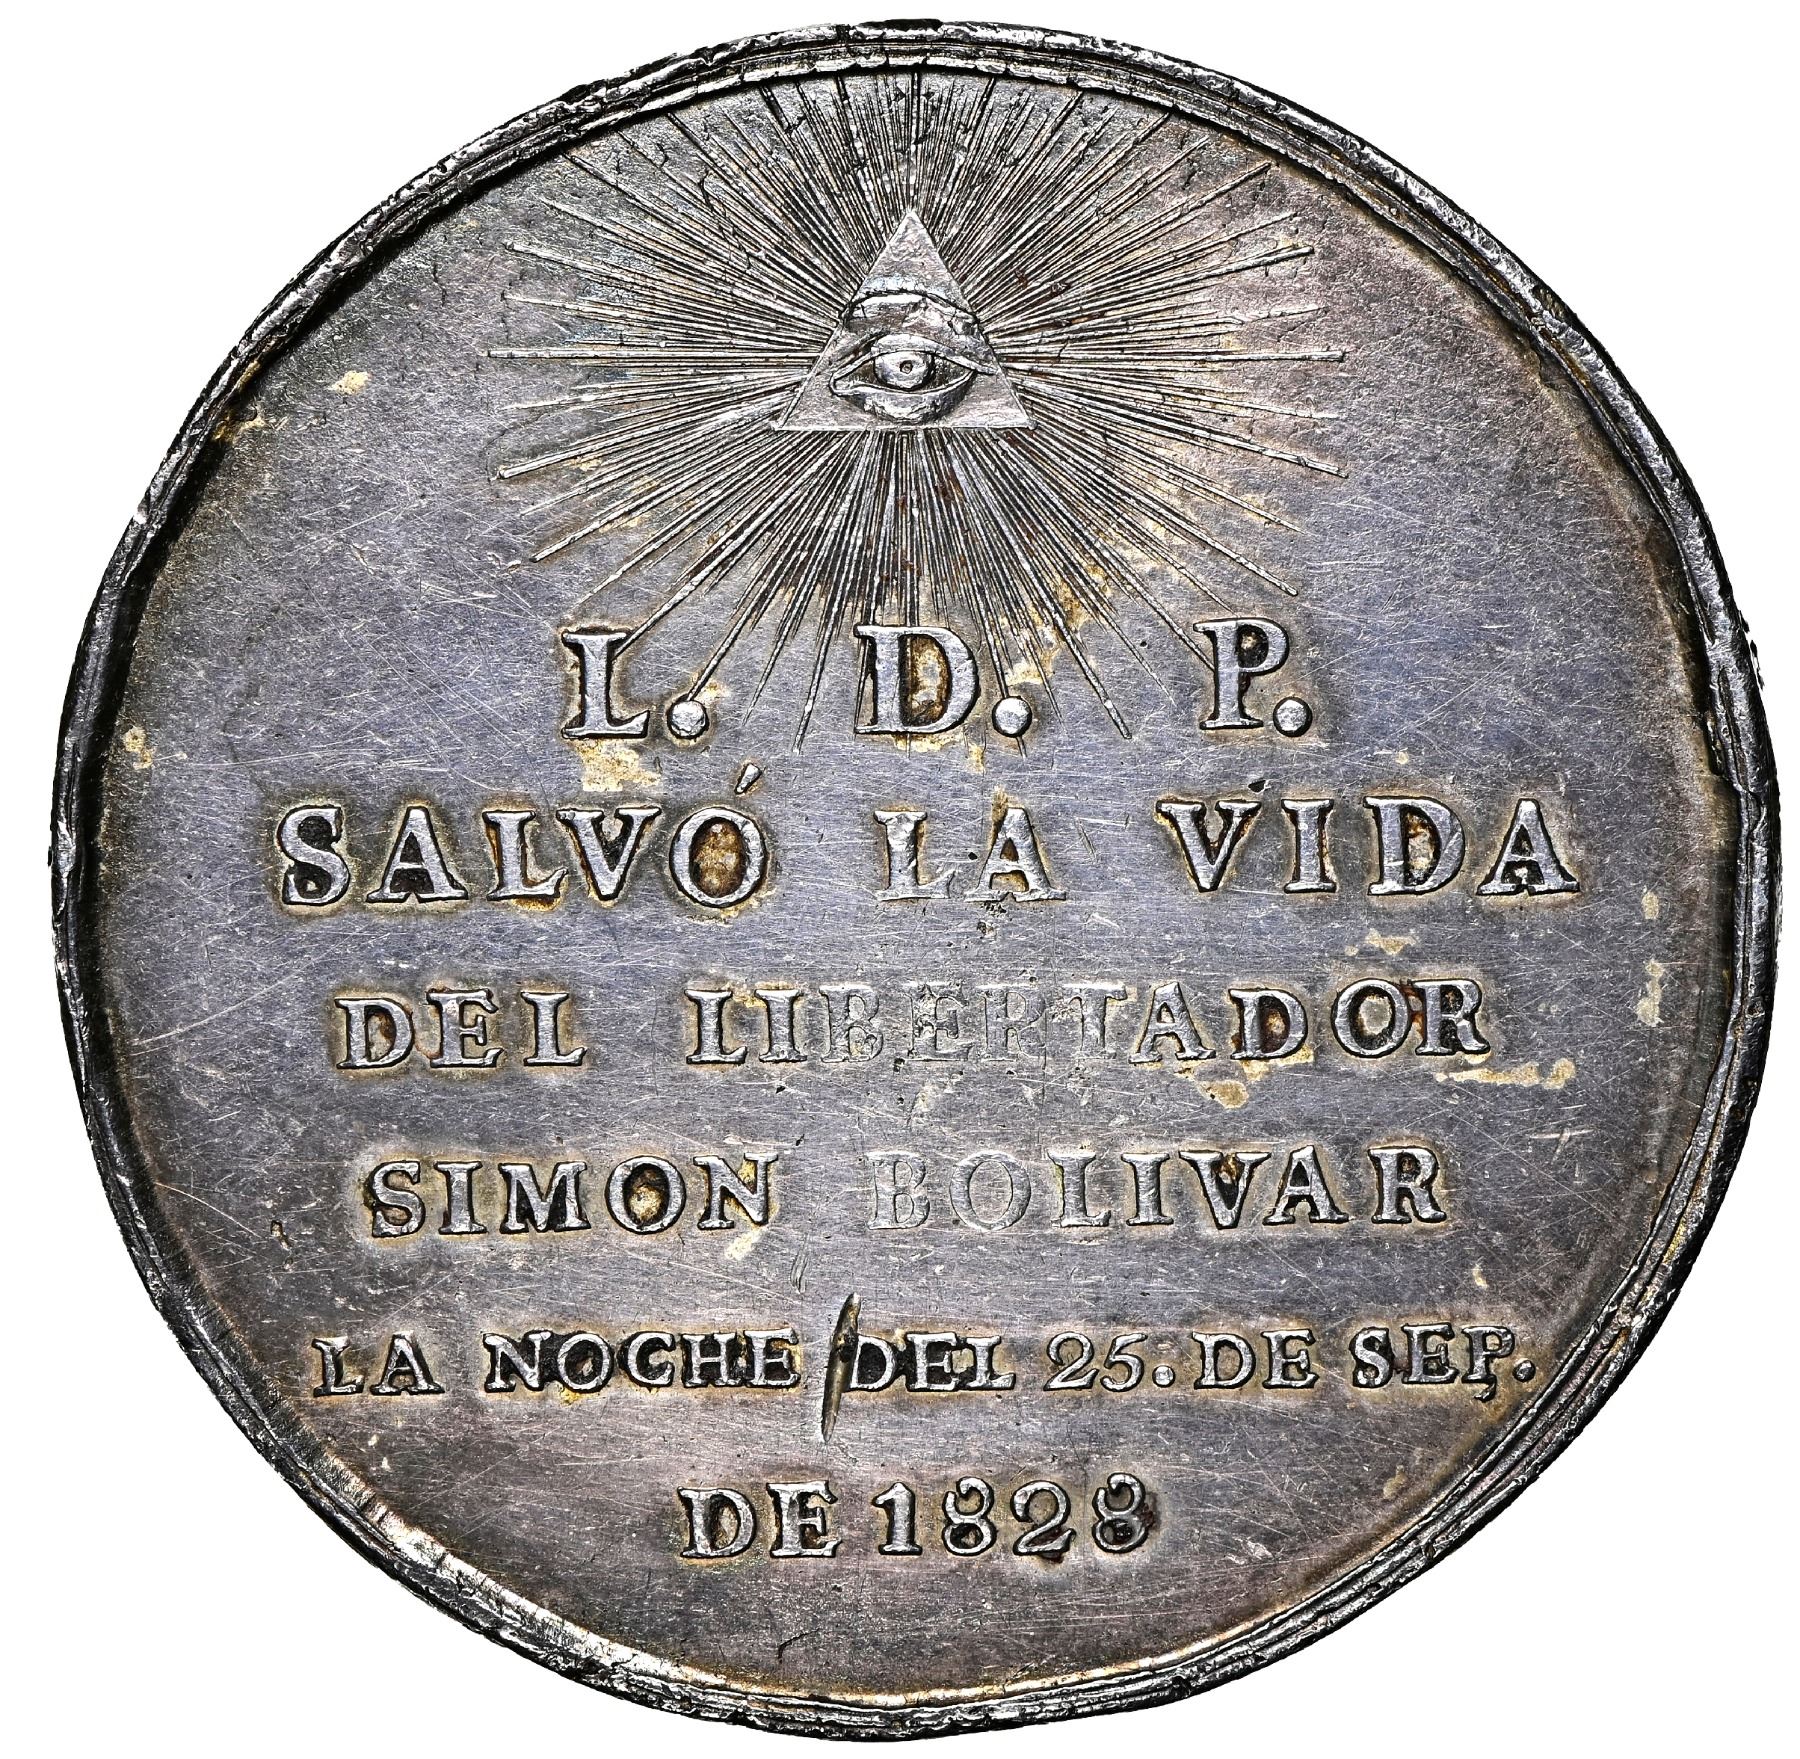 L. D. P.
SALVÓ LA VIDA
DEL LIBERTADOR
SIMON BOLIVAR
LA NOCHE DEL 25. DE SEP.
DE 1828